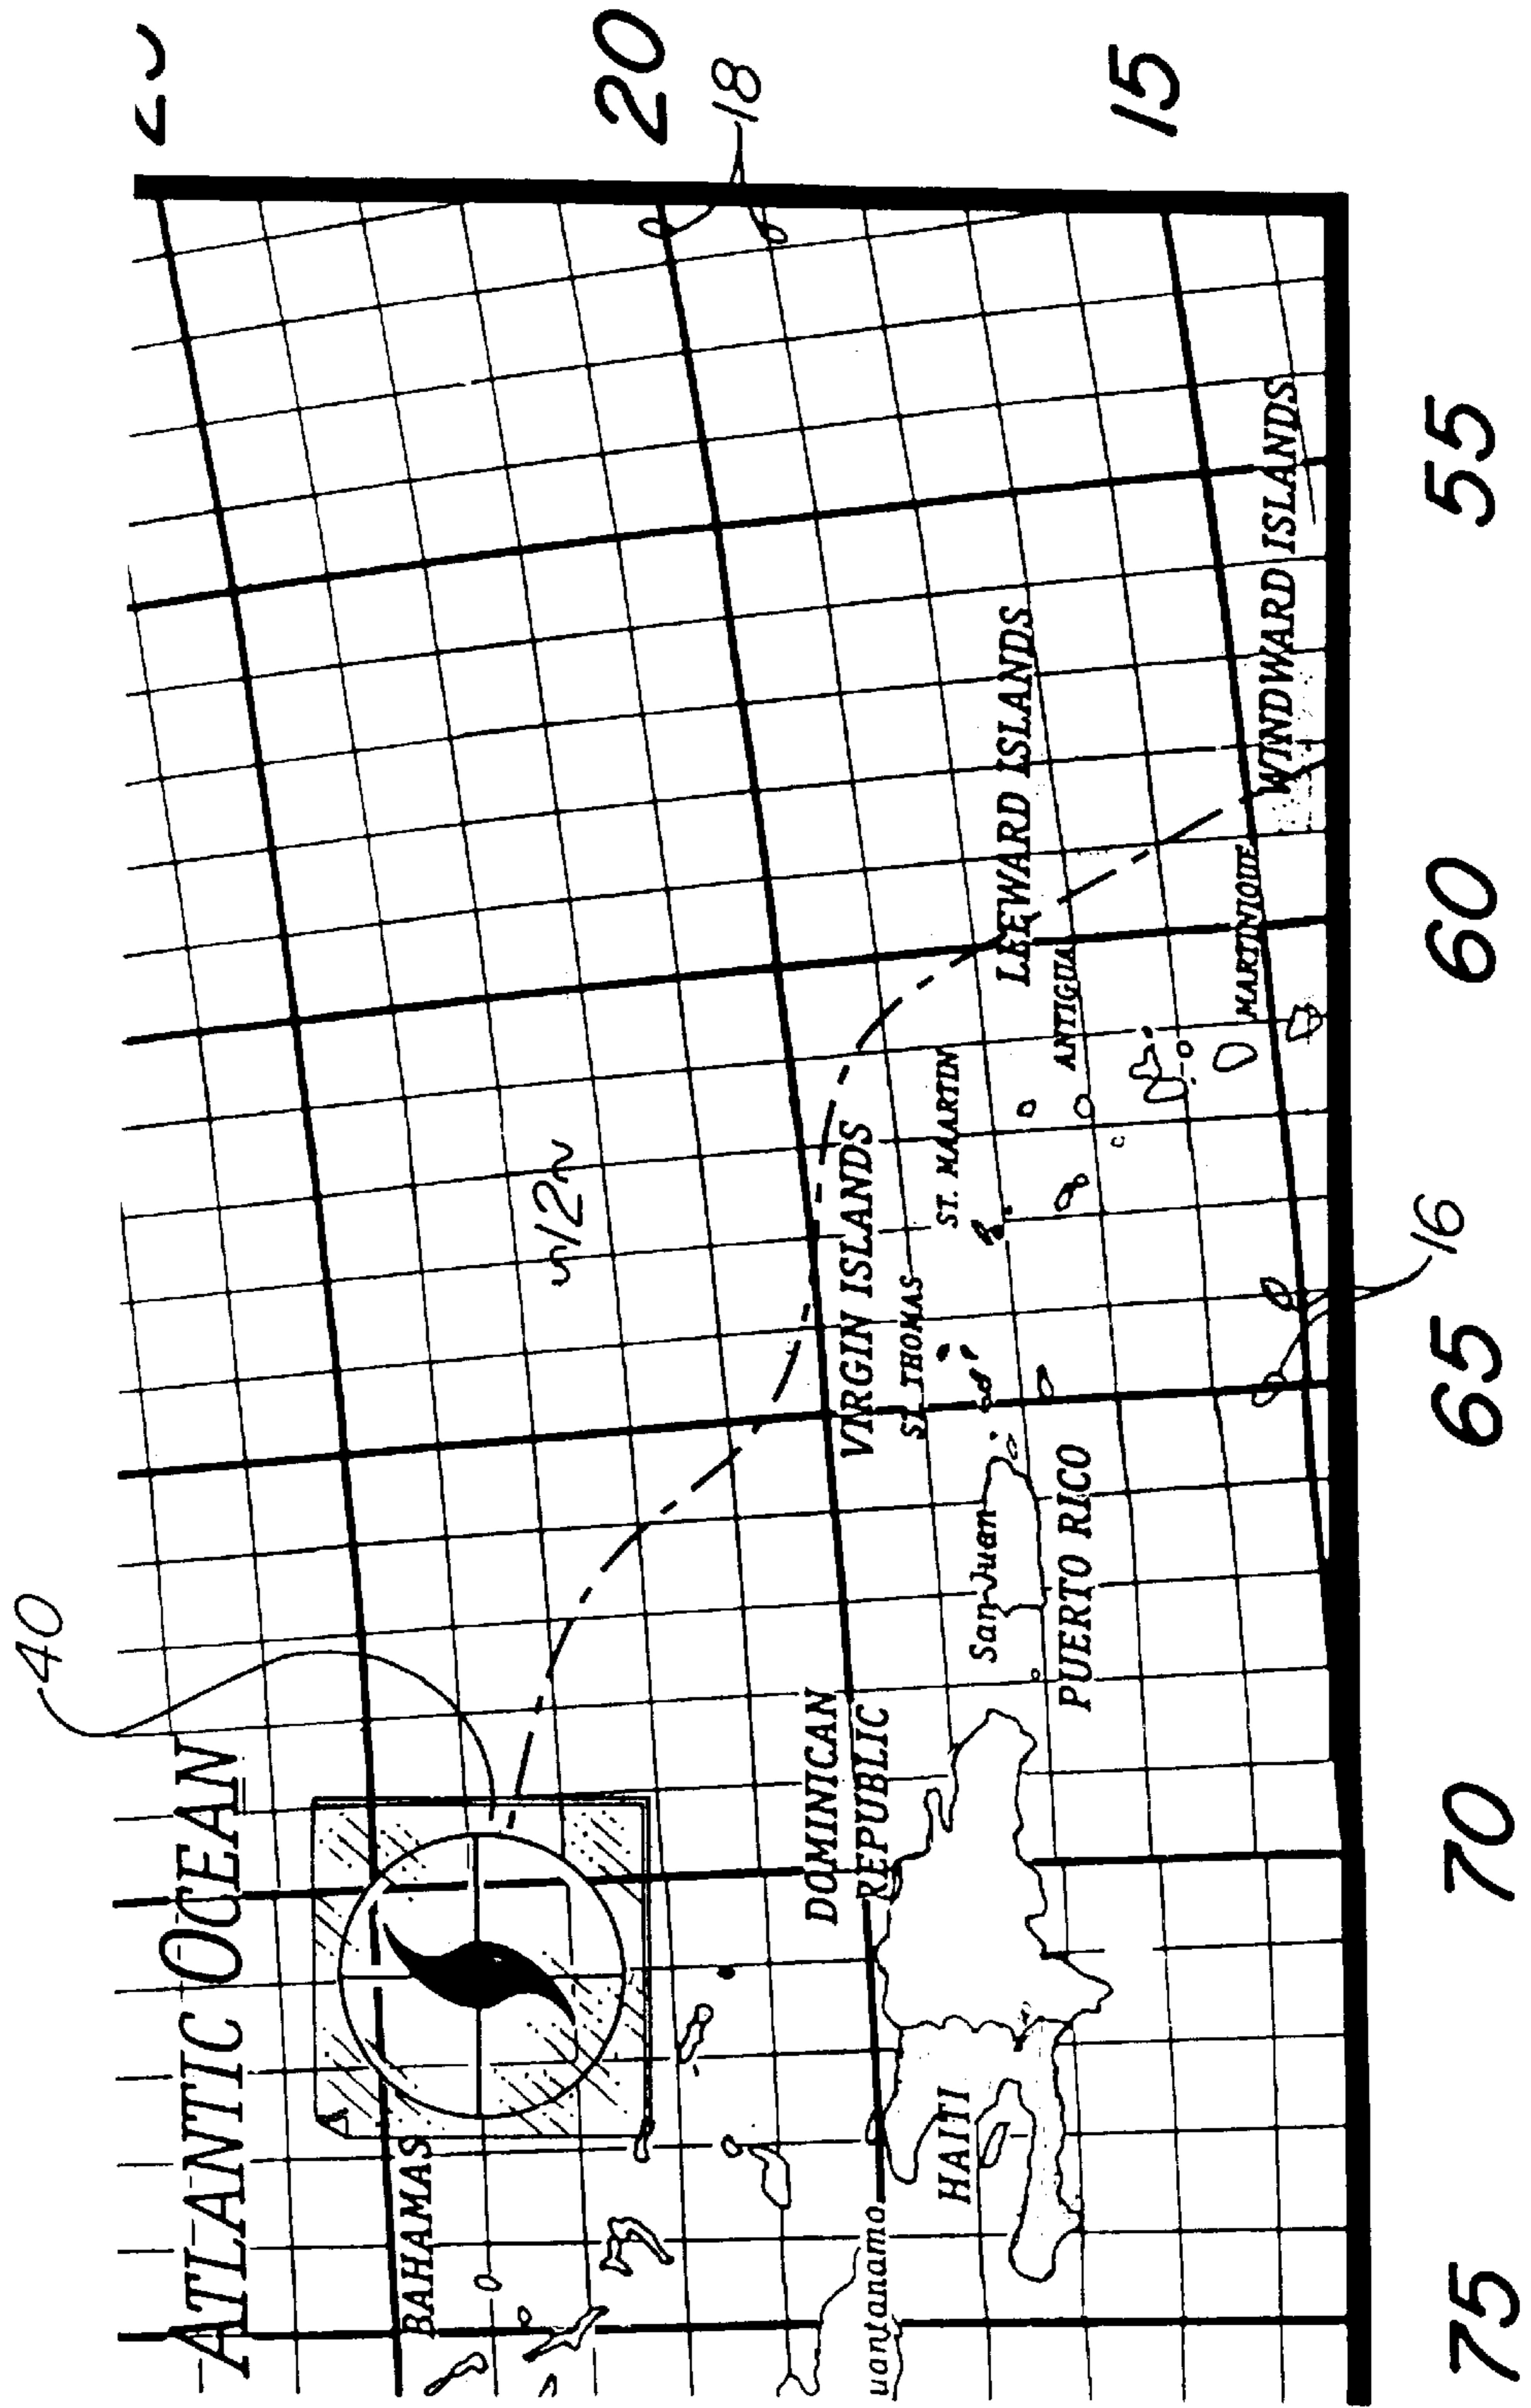 40
ATLANTIC OCEAN
20
18
15
BAHAMAS
12
DOMINICAN
REPUBLIC
VIRGIN ISLANDS
ST. THOMAS
ST. MAARTIN
LEEWARD ISLANDS
ANTIGUA
uantanamo
HAITI
San Juan
PUERTO RICO
MARTINIQUE
WINDWARD ISLANDS
16
75
70
65
60
55